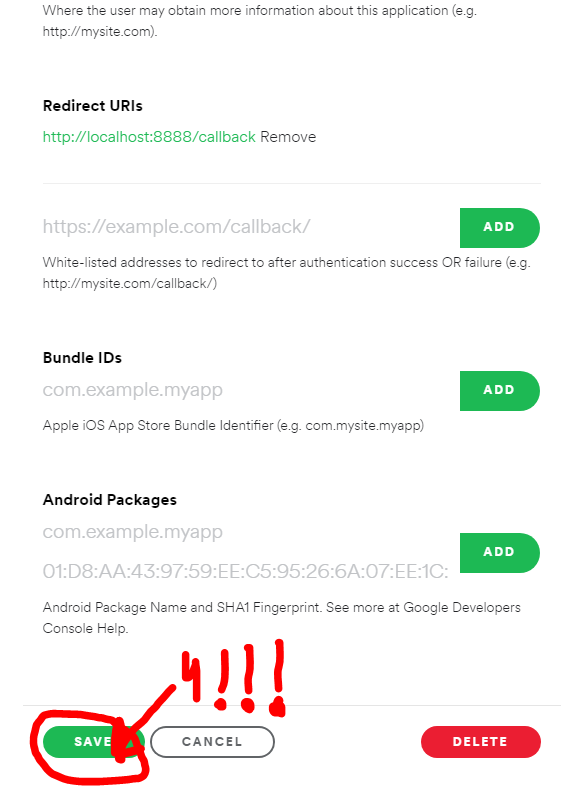 Where the user may obtain more information about this application (e.g.
http://mysite.com).
Redirect URIs
http://localhost:8888/callback Remove
https://example.com/callback/
ADD
White-listed addresses to redirect to after authentication success OR failure (e.g.
http://mysite.com/callback/)
Bundle IDs
com.example.myapp
ADD
Apple iOS App Store Bundle Identifier (e.g. com.mysite.myapp)
Android Packages
com.example.myapp
01:D8:AA:43:97:59:EE:C5:95:26:6A:07:EE:1C:
ADD
Android Package Name and SHA1 Fingerprint. See more at Google Developers
Console Help.
4!!!
SAVE CANCEL DELETE